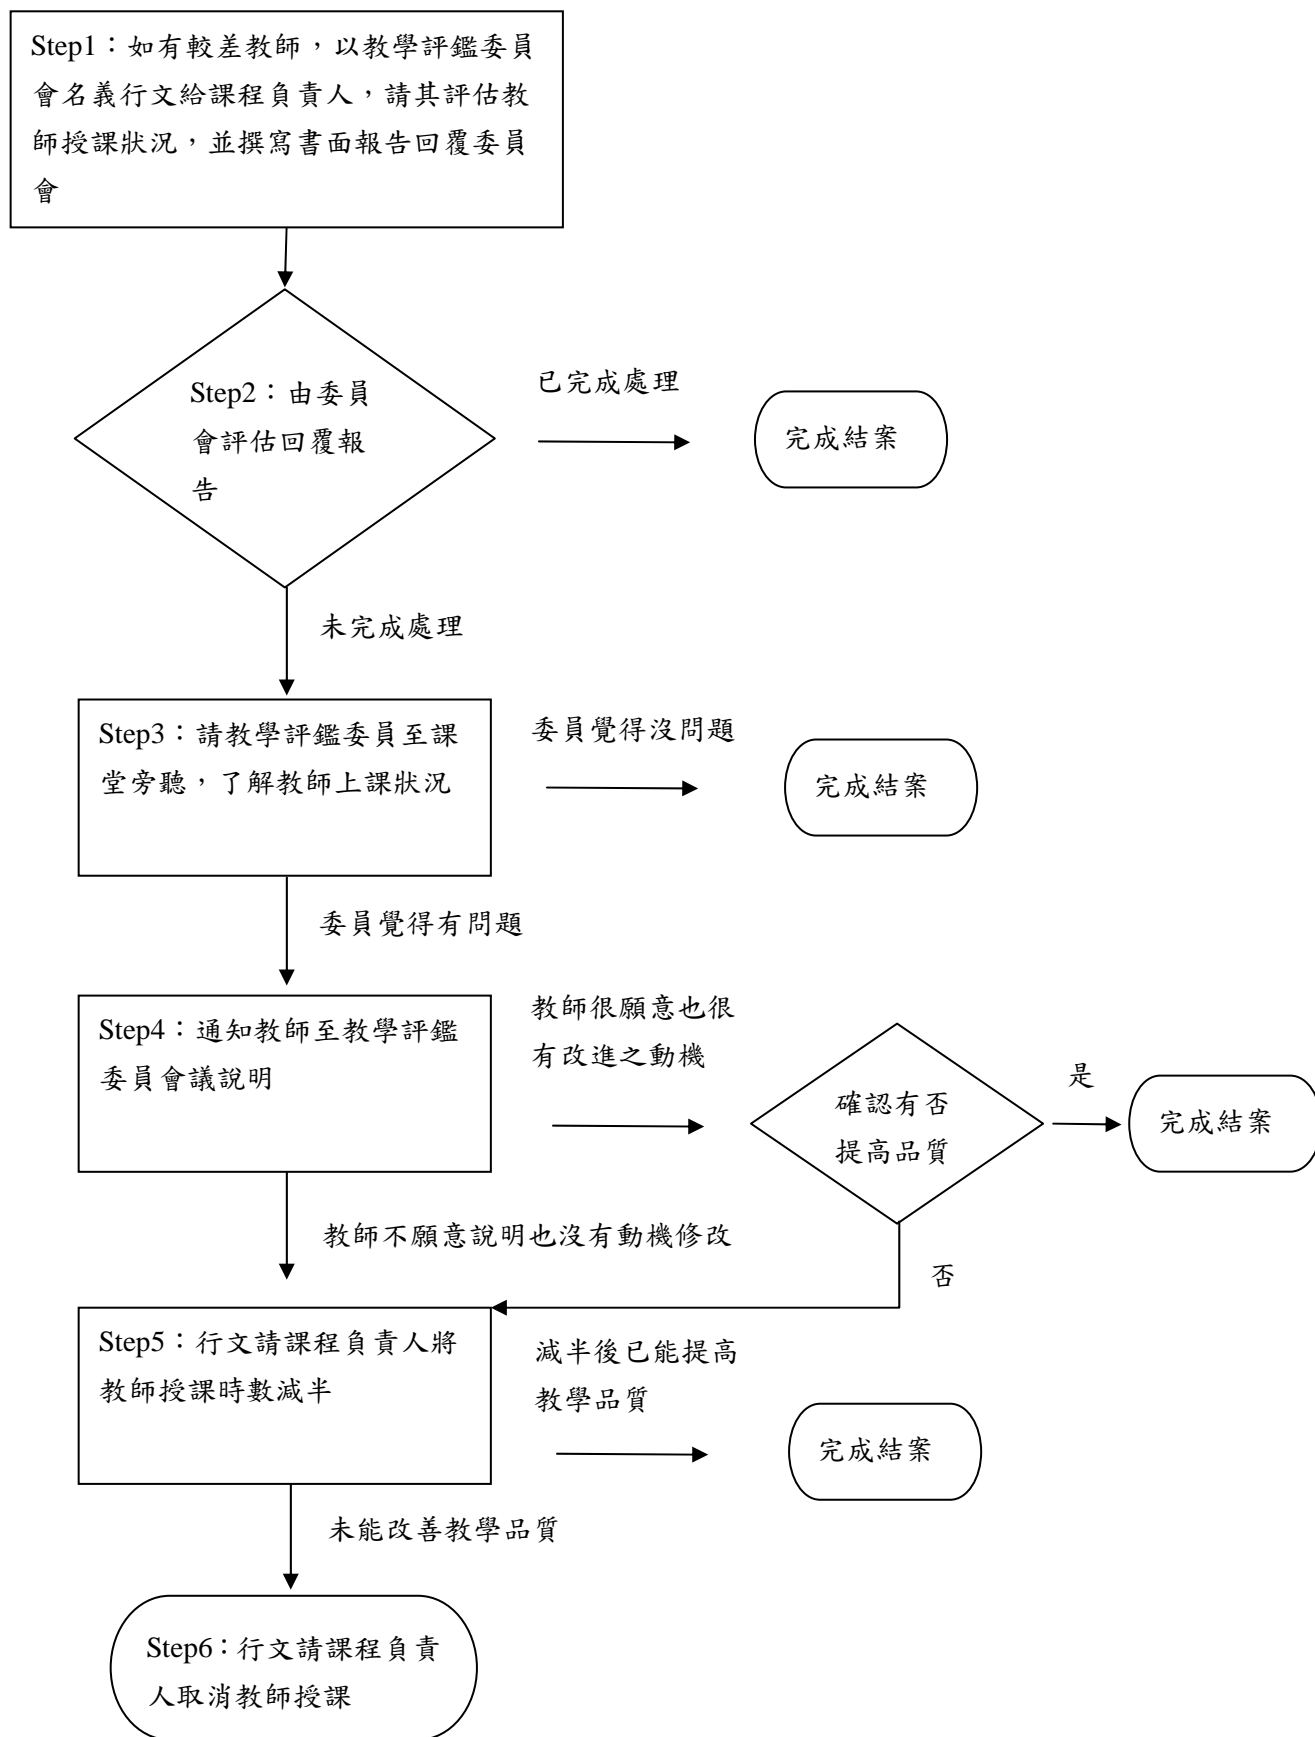 Step1：如有較差教師，以教學評鑑委員
會名義行文給課程負責人，請其評估教
師授課狀況，並撰寫書面報告回覆委員
會
Step2：由委員
會評估回覆報
告
已完成處理
完成結案
未完成處理
Step3：請教學評鑑委員至課
堂旁聽，了解教師上課狀況
委員覺得沒問題
完成結案
委員覺得有問題
Step4：通知教師至教學評鑑
委員會議說明
教師很願意也很
有改進之動機
確認有否
提高品質
是
完成結案
教師不願意說明也沒有動機修改
否
Step5：行文請課程負責人將
教師授課時數減半
減半後已能提高
教學品質
完成結案
未能改善教學品質
Step6：行文請課程負責
人取消教師授課